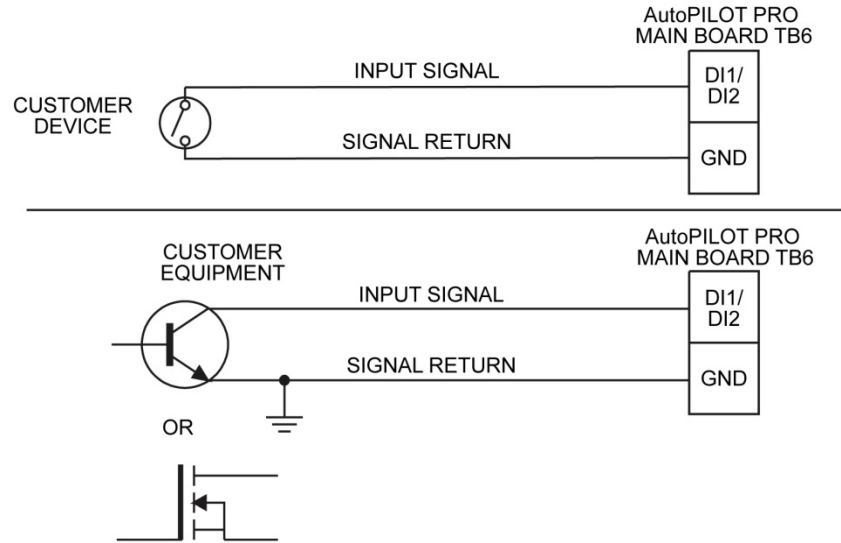 AutoPILOT PRO
MAIN BOARD TB6
INPUT SIGNAL
DI1/
DI2
CUSTOMER
DEVICE
SIGNAL RETURN
GND
AutoPILOT PRO
MAIN BOARD TB6
CUSTOMER
EQUIPMENT
INPUT SIGNAL
DI1/
DI2
SIGNAL RETURN
GND
OR